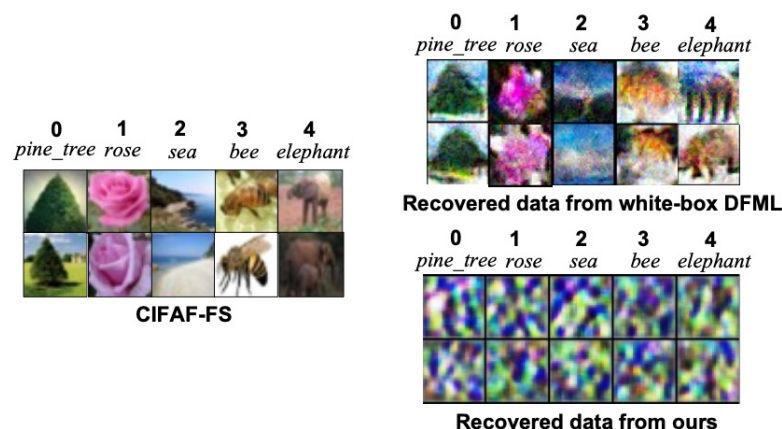 0 1 2 3 4
pine_tree rose sea bee elephant
CIFAF-FS
0 1 2 3 4
pine_tree rose sea bee elephant
Recovered data from white-box DFML
0 1 2 3 4
pine_tree rose sea bee elephant
Recovered data from ours